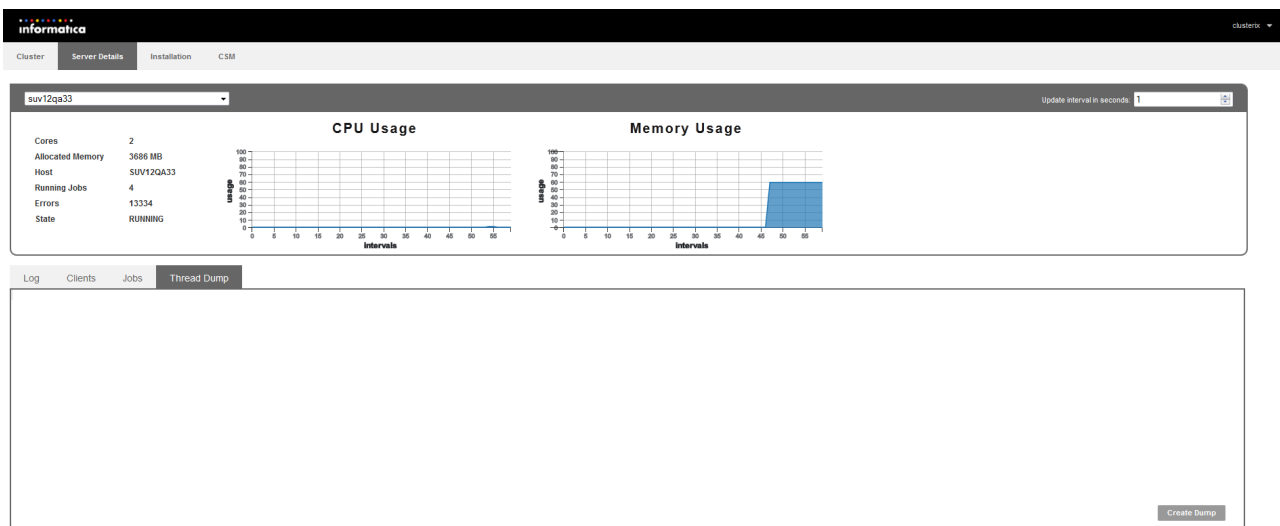 informatica
clusterix
Cluster Server Details Installation CSM
suv12qa33
Update interval in seconds: 1
Cores 2
Allocated Memory 3686 MB
Host SUV12QA33
Running Jobs 4
Errors 13334
State RUNNING
CPU Usage
100
90
80
70
60
50
40
30
20
10
0
usage
0 5 10 15 20 25 30 35 40 45 50 55
intervals
Memory Usage
100
90
80
70
60
50
40
30
20
10
0
usage
0 5 10 15 20 25 30 35 40 45 50 55
intervals
Log Clients Jobs Thread Dump
Create Dump